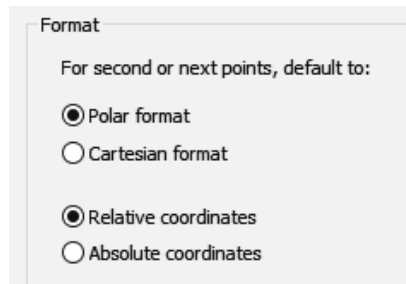 Format
For second or next points, default to:
Polar format
Cartesian format
Relative coordinates
Absolute coordinates